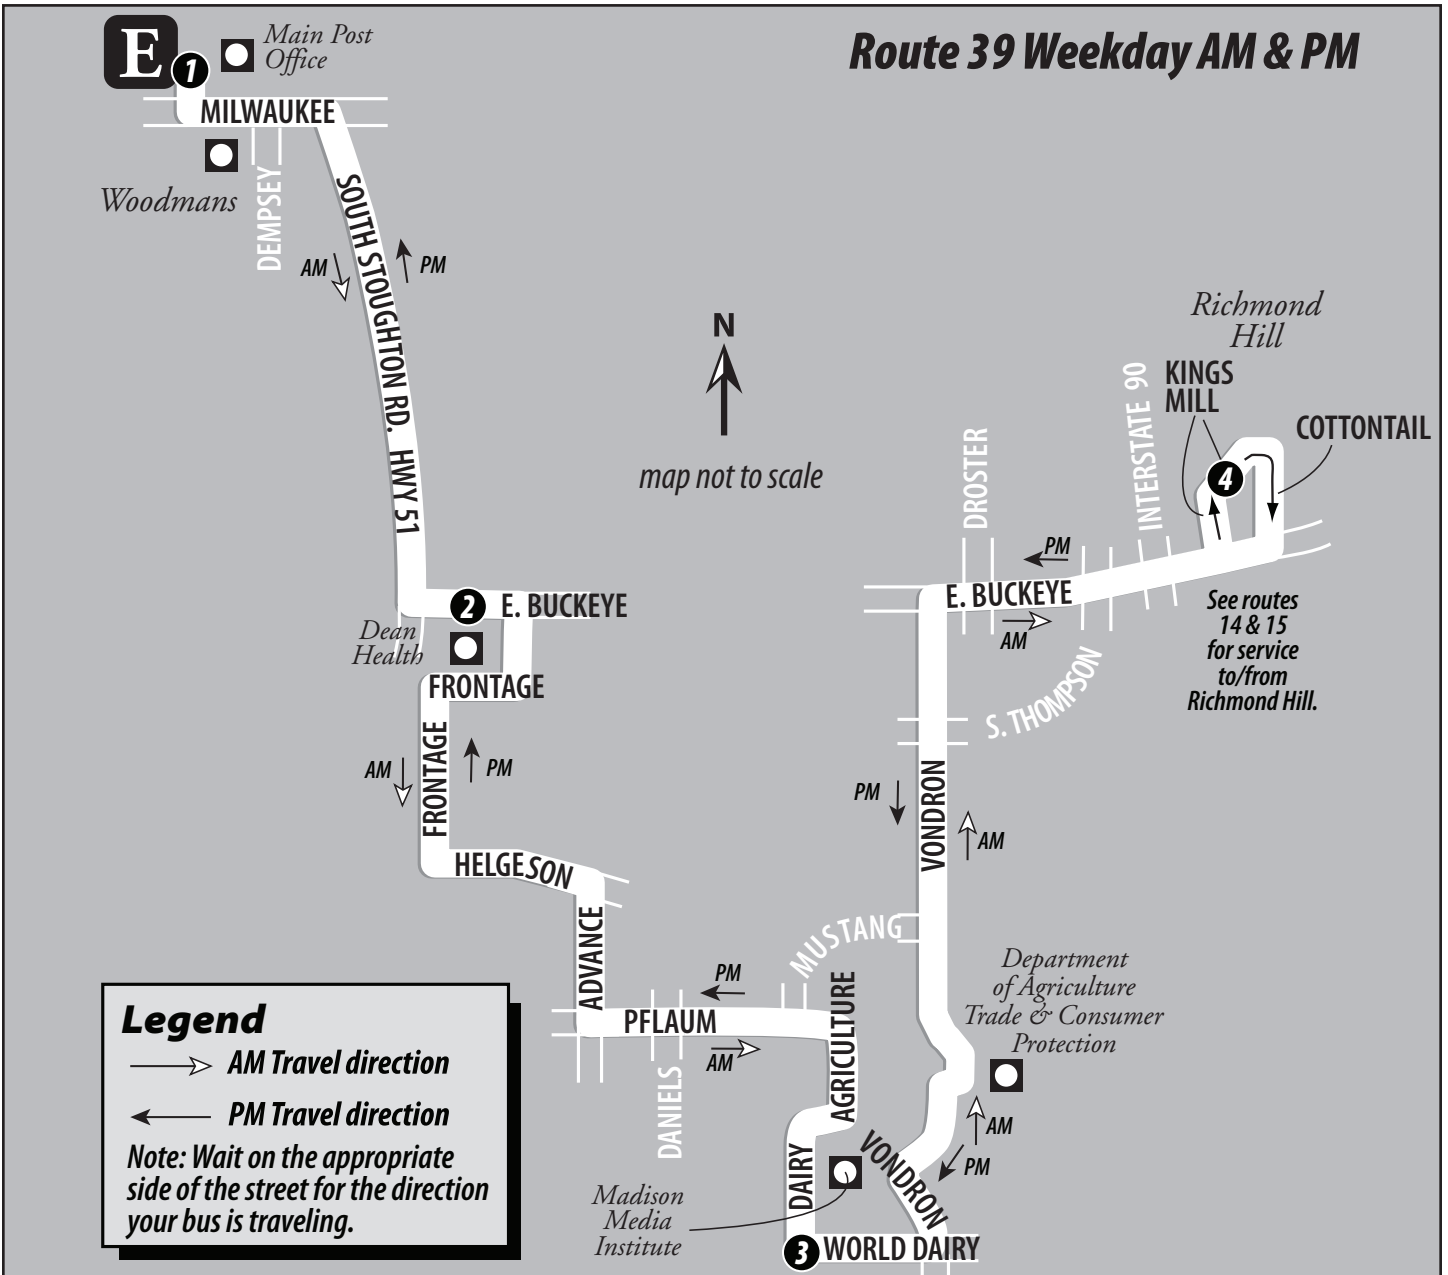 Route 39 Weekday AM & PM
E
1
Main Post
Office
MILWAUKEE
Woodmans
DEMPSEY
SOUTH STOUGHTON RD. HWY 51
AM
PM
N
map not to scale
Richmond
Hill
KINGS
MILL
COTTONTAIL
4
INTERSTATE 90
DROSTER
PM
E. BUCKEYE
AM
See routes
14 & 15
for service
to/from
Richmond Hill.
S. THOMPSON
2
E. BUCKEYE
Dean
Health
FRONTAGE
FRONTAGE
AM
PM
HELGESON
ADVANCE
PM
VONDRON
AM
MUSTANG
PM
PFLAUM
AM
DANIELS
AGRICULTURE
Department
of Agriculture
Trade & Consumer
Protection
AM
PM
VONDRON
DAIRY
Madison
Media
Institute
3
WORLD DAIRY
Legend
AM Travel direction
PM Travel direction
Note: Wait on the appropriate
side of the street for the direction
your bus is traveling.